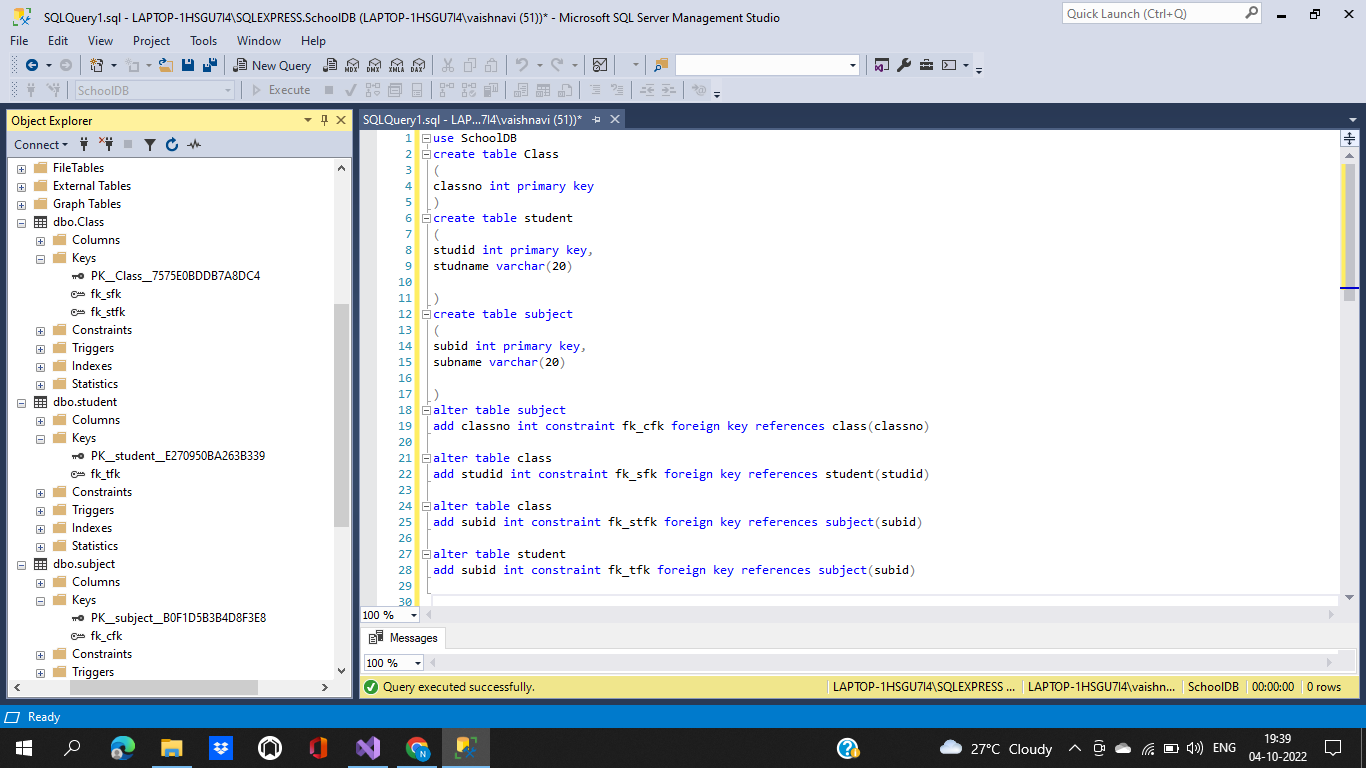 SQLQuery1.sql - LAPTOP-1HSGU7I4\SQLEXPRESS.SchoolDB (LAPTOP-1HSGU7I4\vaishnavi (51))* - Microsoft SQL Server Management Studio
Quick Launch (Ctrl+Q)
File Edit View Project Tools Window Help
New Query MDX DMX XMLA DAX
SchoolDB Execute
Object Explorer
Connect
FileTables
External Tables
Graph Tables
dbo.Class
Columns
Keys
PK__Class__7575E0BDDB7A8DC4
fk_sfk
fk_stfk
Constraints
Triggers
Indexes
Statistics
dbo.student
Columns
Keys
PK__student__E270950BA263B339
fk_tfk
Constraints
Triggers
Indexes
Statistics
dbo.subject
Columns
Keys
PK__subject__B0F1D5B3B4D8F3E8
fk_cfk
Constraints
Triggers
SQLQuery1.sql - LAP...7I4\vaishnavi (51))*
1 use SchoolDB
2 create table Class
3 (
4 classno int primary key
5 )
6 create table student
7 (
8 studid int primary key,
9 studname varchar(20)
10
11 )
12 create table subject
13 (
14 subid int primary key,
15 subname varchar(20)
16
17 )
18 alter table subject
19 add classno int constraint fk_cfk foreign key references class(classno)
20
21 alter table class
22 add studid int constraint fk_sfk foreign key references student(studid)
23
24 alter table class
25 add subid int constraint fk_stfk foreign key references subject(subid)
26
27 alter table student
28 add subid int constraint fk_tfk foreign key references subject(subid)
29
30
100 %
Messages
100 %
Query executed successfully. LAPTOP-1HSGU7I4\SQLEXPRESS ... LAPTOP-1HSGU7I4\vaishn... SchoolDB 00:00:00 0 rows
Ready
27°C Cloudy ENG 19:39
04-10-2022